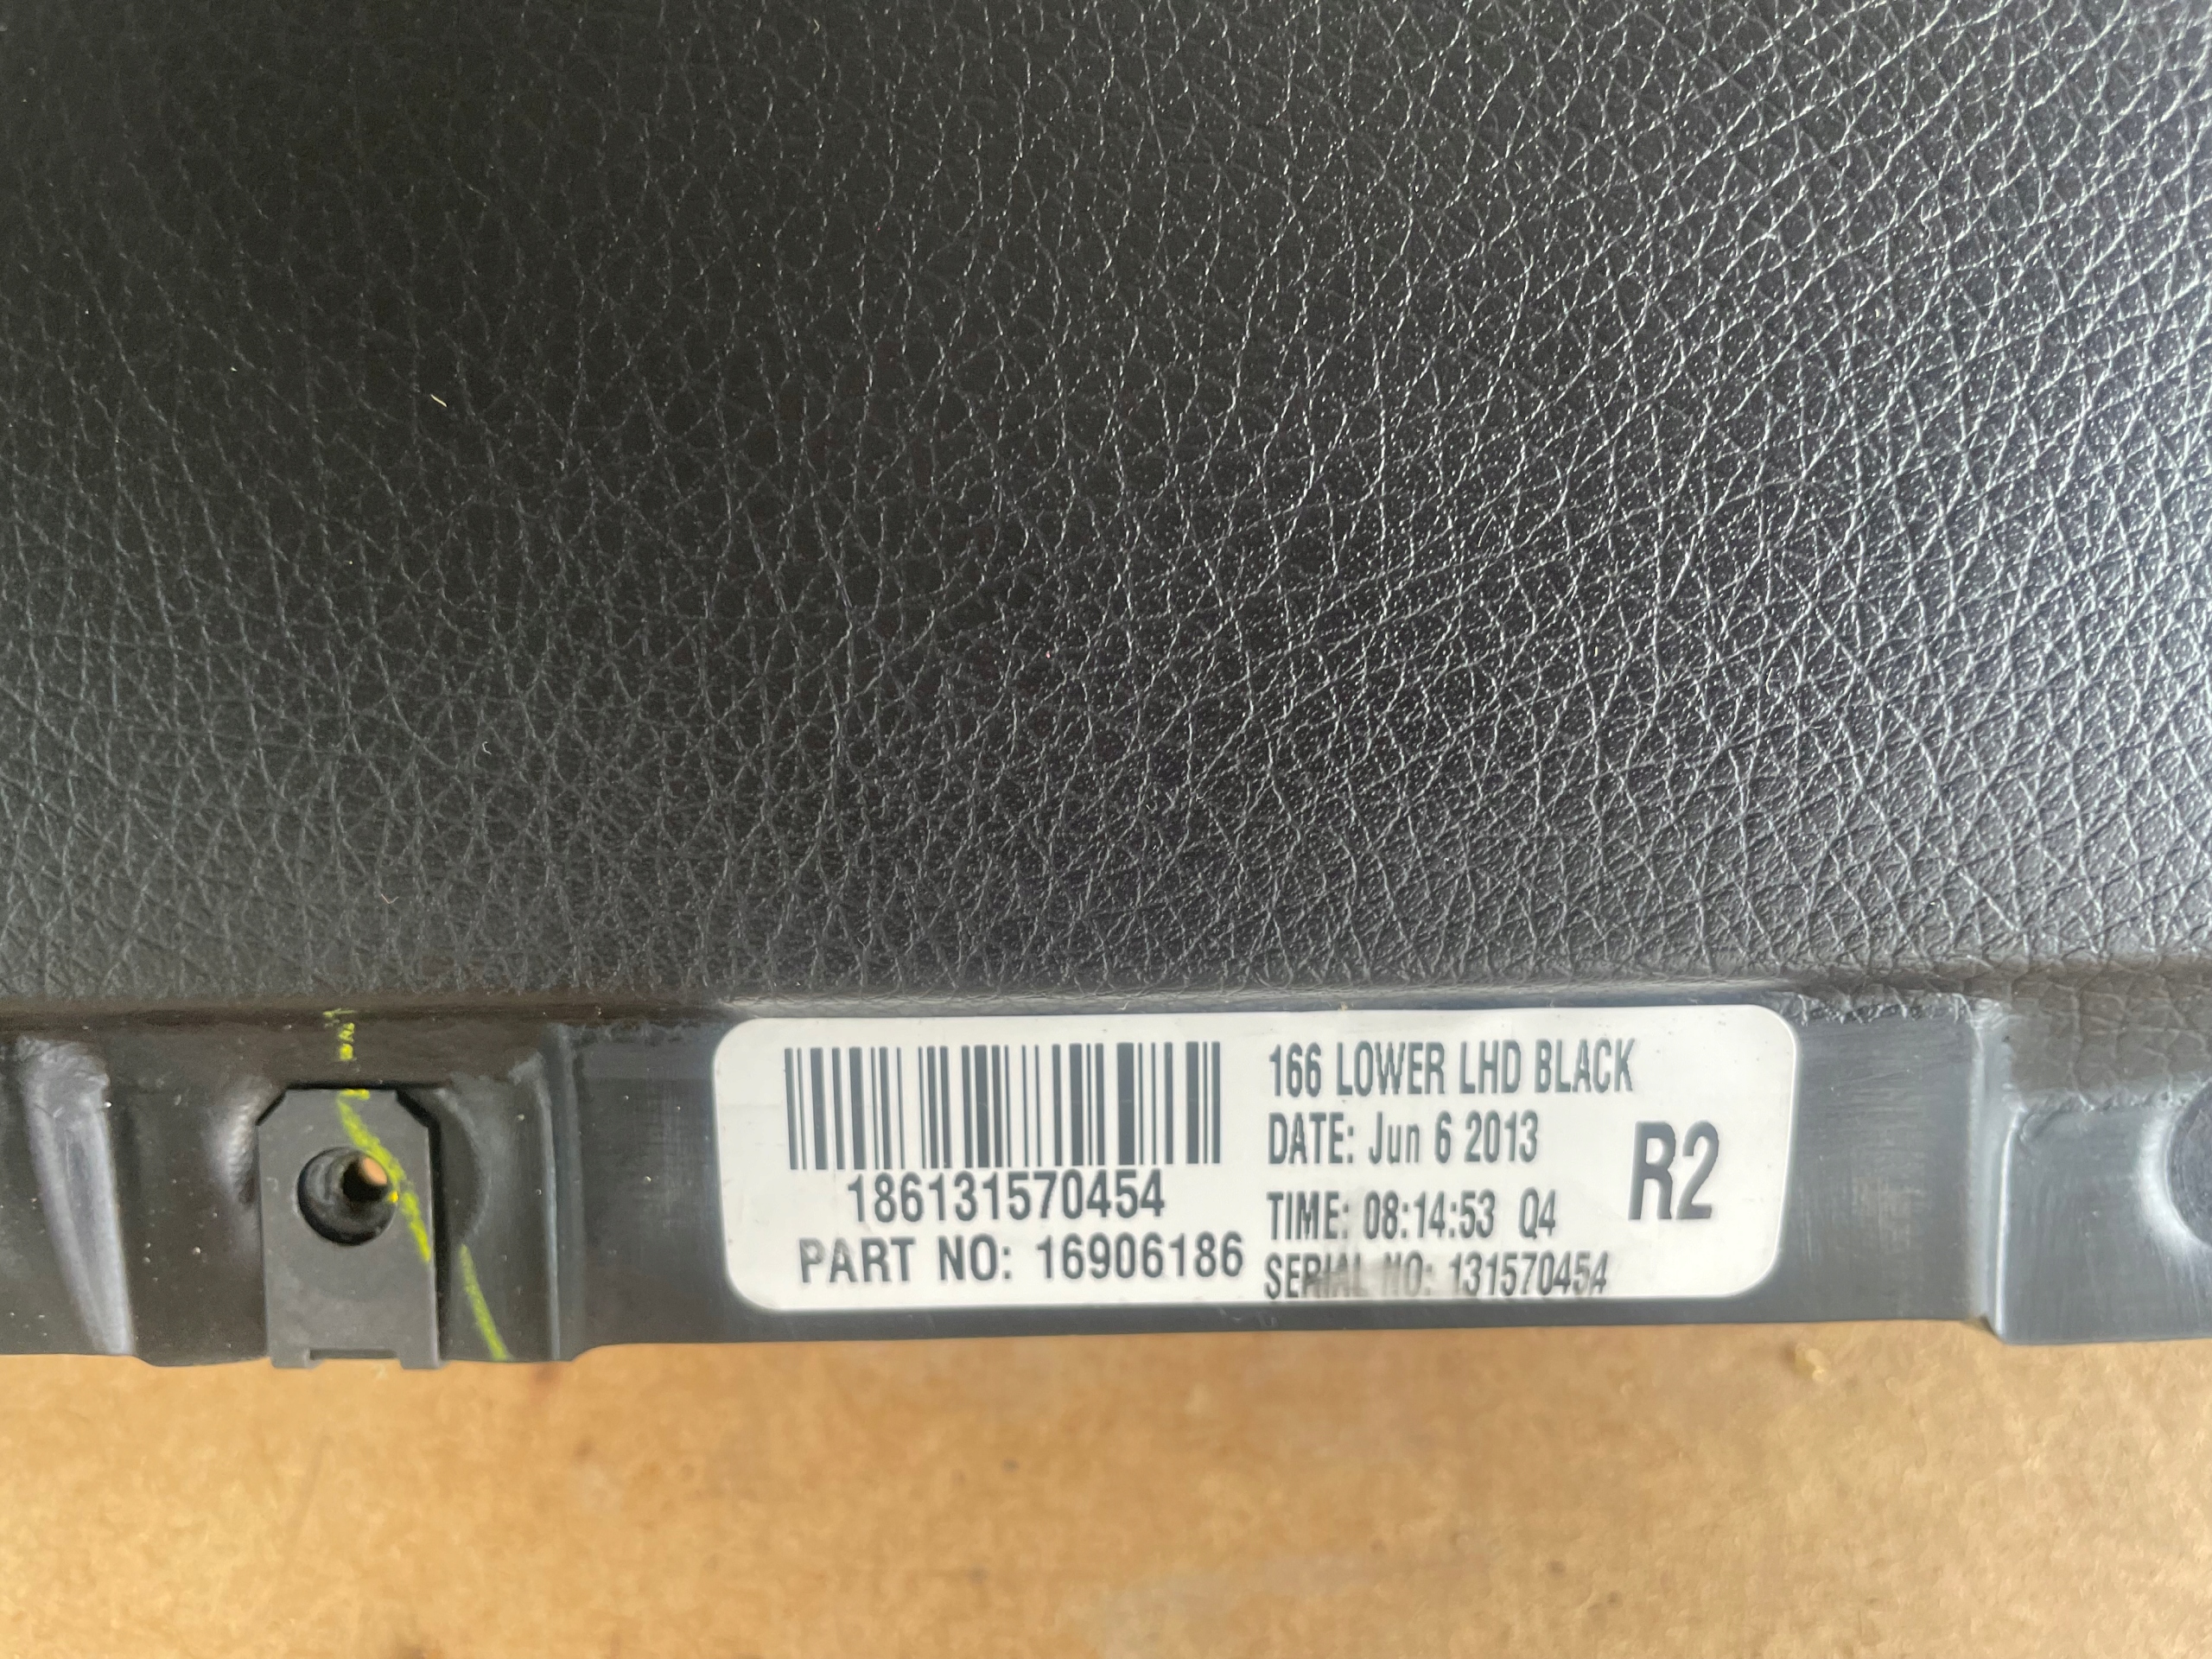 186131570454
PART NO: 16906186
166 LOWER LHD BLACK
DATE: Jun 6 2013
TIME: 08:14:53 Q4
SERIAL NO: 131570454
R2